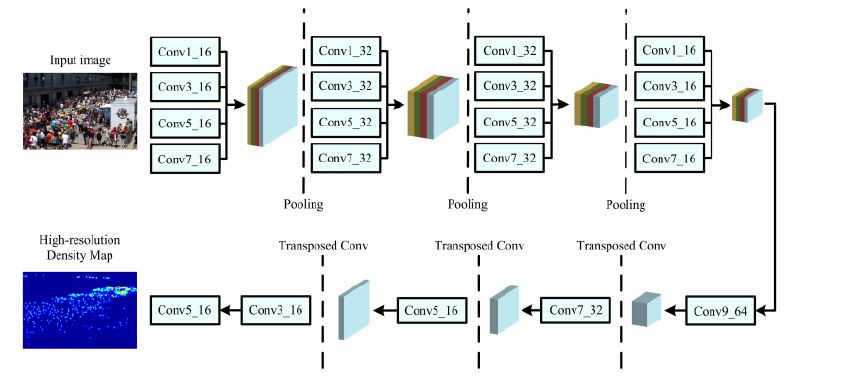 Input image
Conv1_16
Conv3_16
Conv5_16
Conv7_16
Conv1_32
Conv3_32
Conv5_32
Conv7_32
Conv1_32
Conv3_32
Conv5_32
Conv7_32
Conv1_16
Conv3_16
Conv5_16
Conv7_16
Pooling
Pooling
Pooling
High-resolution
Density Map
Transposed Conv
Transposed Conv
Transposed Conv
Conv5_16
Conv3_16
Conv5_16
Conv7_32
Conv9_64